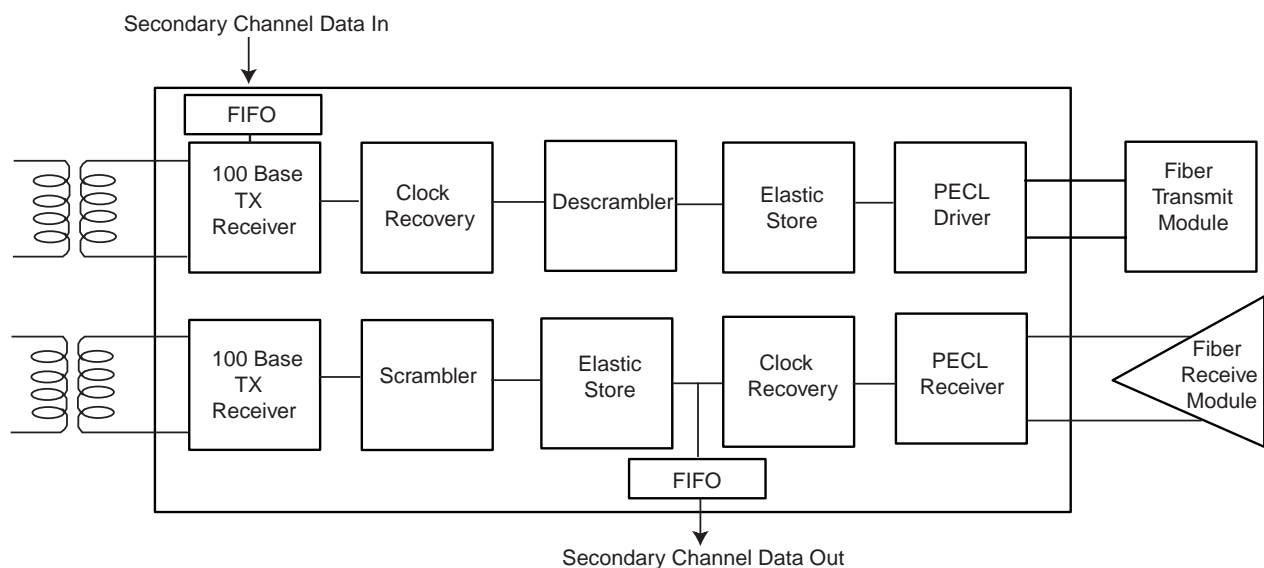 Secondary Channel Data In
FIFO
100 Base
TX
Receiver
Clock
Recovery
Descrambler
Elastic
Store
PECL
Driver
Fiber
Transmit
Module
100 Base
TX
Receiver
Scrambler
Elastic
Store
Clock
Recovery
PECL
Receiver
Fiber
Receive
Module
FIFO
Secondary Channel Data Out